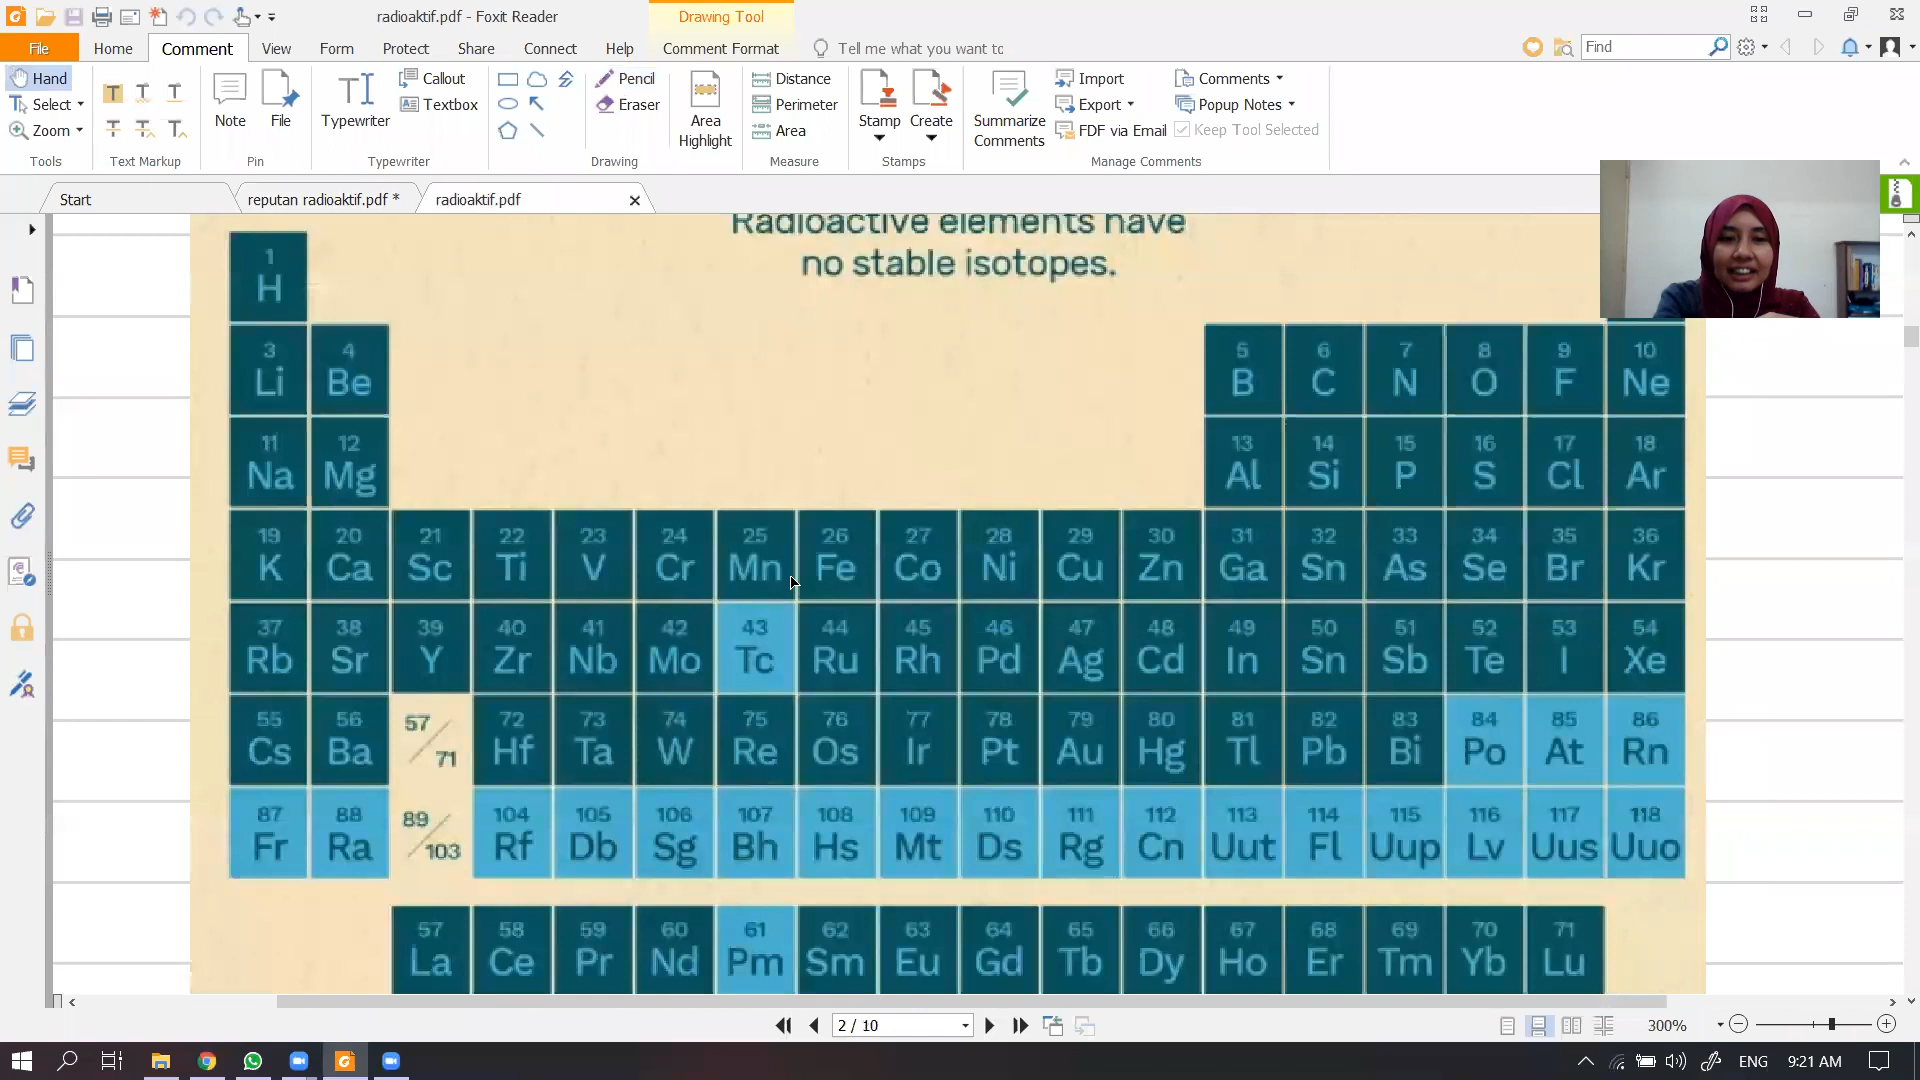 radioaktif.pdf - Foxit Reader
Drawing Tool
File Home Comment View Form Protect Share Connect Help Comment Format Tell me what you want to Find
Hand
Select
Zoom
Tools
T T T
T T T
Text Markup
Note File
Pin
Typewriter
Callout
Textbox
Typewriter
Pencil
Eraser
Drawing
Area
Highlight
Distance
Perimeter
Area
Measure
Stamp Create
Stamps
Summarize
Comments
Import
Export
FDF via Email
Comments
Popup Notes
Keep Tool Selected
Manage Comments
Start reputan radioaktif.pdf * radioaktif.pdf
Radioactive elements have
no stable isotopes.
1
H
3 4 5 6 7 8 9 10
Li Be B C N O F Ne
11 12 13 14 15 16 17 18
Na Mg Al Si P S Cl Ar
19 20 21 22 23 24 25 26 27 28 29 30 31 32 33 34 35 36
K Ca Sc Ti V Cr Mn Fe Co Ni Cu Zn Ga Sn As Se Br Kr
37 38 39 40 41 42 43 44 45 46 47 48 49 50 51 52 53 54
Rb Sr Y Zr Nb Mo Tc Ru Rh Pd Ag Cd In Sn Sb Te I Xe
55 56 57/71 72 73 74 75 76 77 78 79 80 81 82 83 84 85 86
Cs Ba Hf Ta W Re Os Ir Pt Au Hg Tl Pb Bi Po At Rn
87 88 89/103 104 105 106 107 108 109 110 111 112 113 114 115 116 117 118
Fr Ra Rf Db Sg Bh Hs Mt Ds Rg Cn Uut Fl Uup Lv Uus Uuo
57 58 59 60 61 62 63 64 65 66 67 68 69 70 71
La Ce Pr Nd Pm Sm Eu Gd Tb Dy Ho Er Tm Yb Lu
2 / 10
300%
ENG 9:21 AM